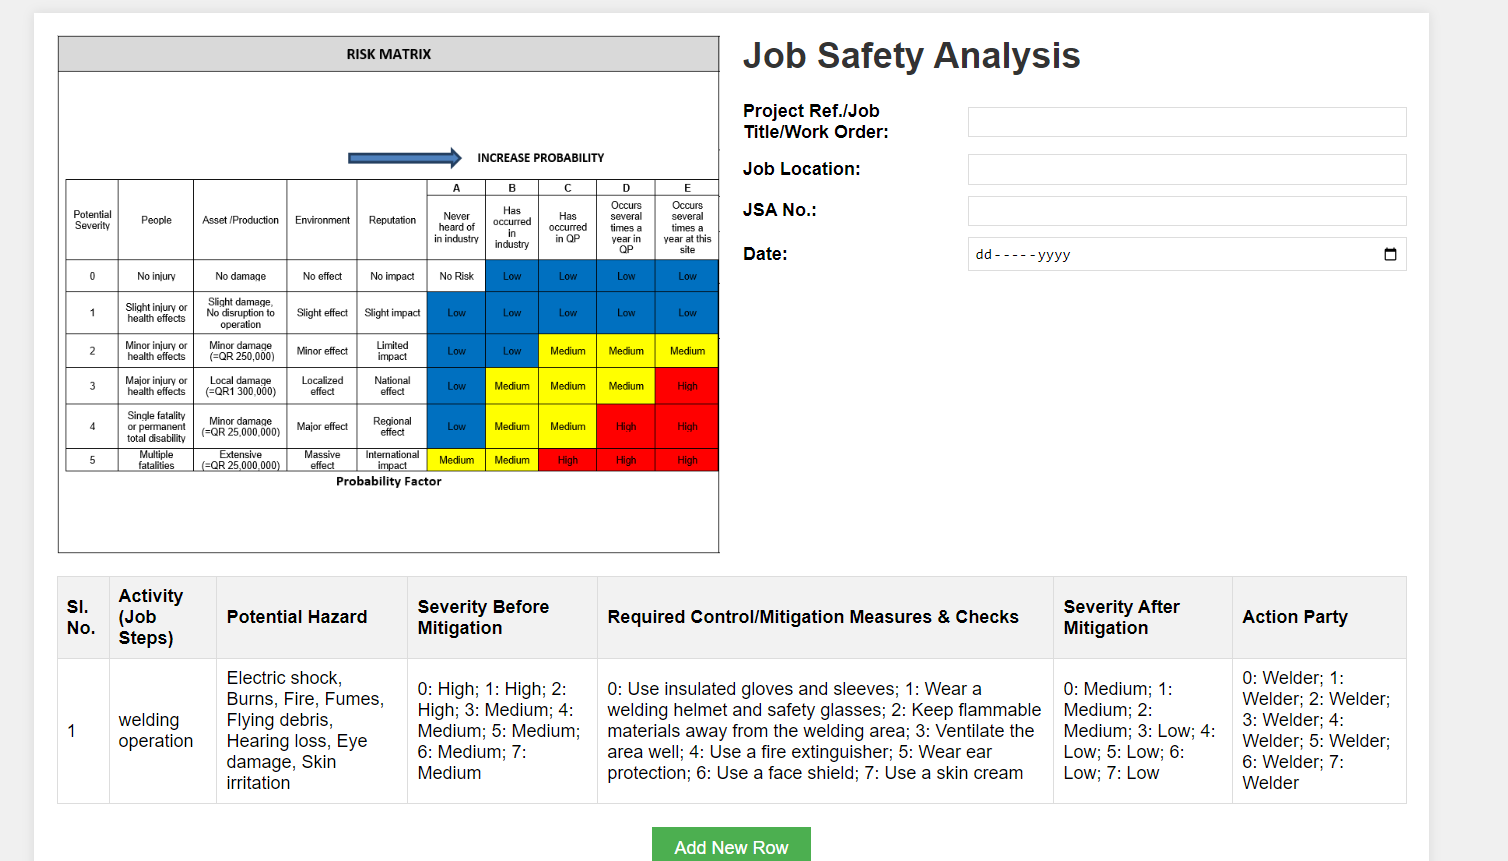 RISK MATRIX
INCREASE PROBABILITY
A B C D E
Potential Severity People Asset /Production Environment Reputation Never heard of in industry Has occurred in industry Has occurred in QP Occurs several times a year in QP Occurs several times a year at this site
0 No injury No damage No effect No impact No Risk Low Low Low Low
1 Slight injury or health effects Slight damage, No disruption to operation Slight effect Slight impact Low Low Low Low Low
2 Minor injury or health effects Minor damage (=QR 250,000) Minor effect Limited impact Low Low Medium Medium Medium
3 Major injury or health effects Local damage (=QR1 300,000) Localized effect National effect Low Medium Medium Medium High
4 Single fatality or permanent total disability Minor damage (=QR 25,000,000) Major effect Regional effect Low Medium Medium High High
5 Multiple fatalities Extensive (=QR 25,000,000) Massive effect International impact Medium Medium High High High
Probability Factor
Job Safety Analysis
Project Ref./Job
Title/Work Order:
Job Location:
JSA No.:
Date:
dd-----yyyy
Sl. No.
Activity (Job Steps)
Potential Hazard
Severity Before Mitigation
Required Control/Mitigation Measures & Checks
Severity After Mitigation
Action Party
1
welding
operation
Electric shock,
Burns, Fire, Fumes,
Flying debris,
Hearing loss, Eye
damage, Skin
irritation
0: High; 1: High; 2:
High; 3: Medium; 4:
Medium; 5: Medium;
6: Medium; 7:
Medium
0: Use insulated gloves and sleeves; 1: Wear a
welding helmet and safety glasses; 2: Keep flammable
materials away from the welding area; 3: Ventilate the
area well; 4: Use a fire extinguisher; 5: Wear ear
protection; 6: Use a face shield; 7: Use a skin cream
0: Medium; 1:
Medium; 2:
Medium; 3: Low; 4:
Low; 5: Low; 6:
Low; 7: Low
0: Welder; 1:
Welder; 2: Welder;
3: Welder; 4:
Welder; 5: Welder;
6: Welder; 7:
Welder
Add New Row